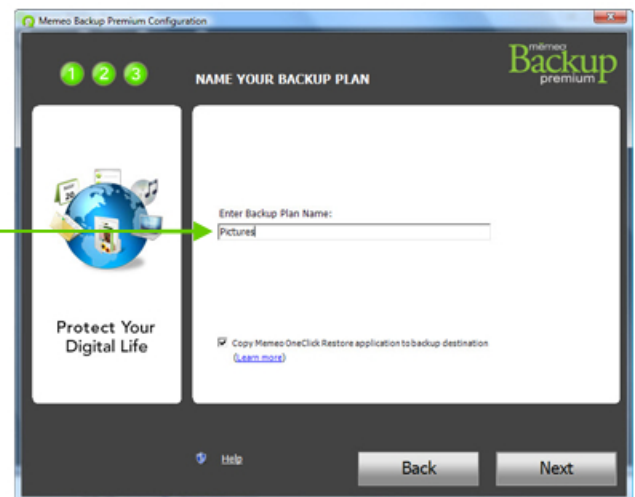 Memeo Backup Premium Configuration
1 2 3
NAME YOUR BACKUP PLAN
mēmeo
Backup
premium
Enter Backup Plan Name:
Pictures
Protect Your
Digital Life
Copy Memeo OneClick Restore application to backup destination
(Learn more)
Help
Back
Next